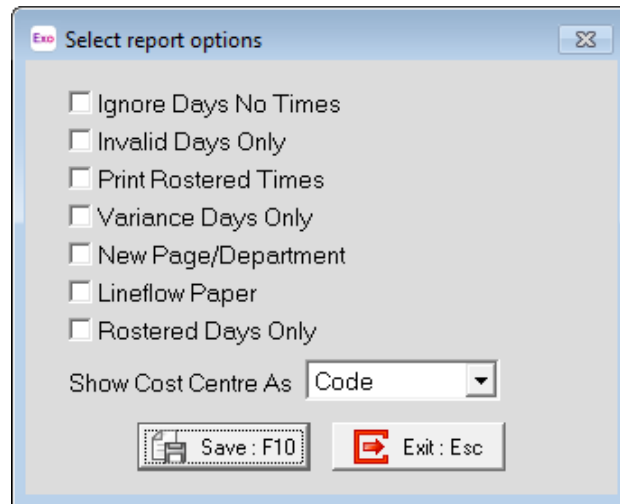 Exo Select report options
Ignore Days No Times
Invalid Days Only
Print Rostered Times
Variance Days Only
New Page/Department
Lineflow Paper
Rostered Days Only
Show Cost Centre As Code
Save : F10 Exit : Esc